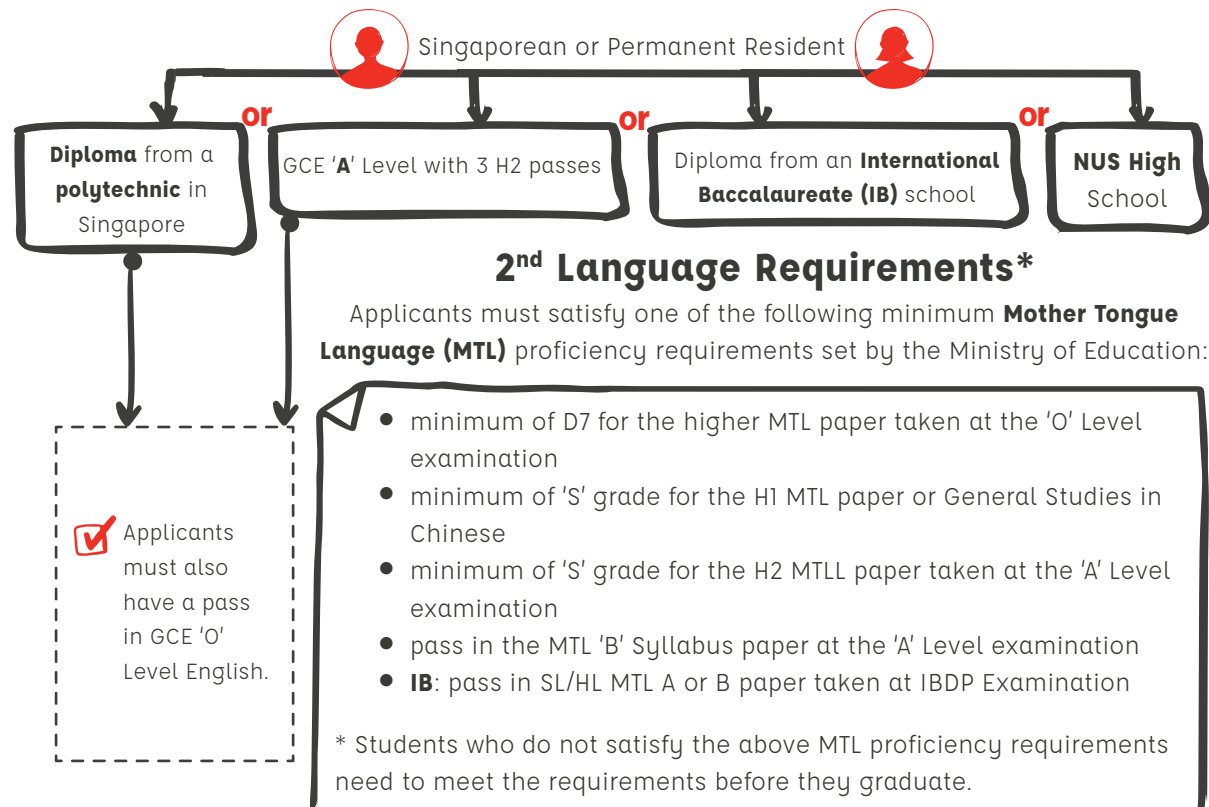 Singaporean or Permanent Resident
or
or
or
Diploma from a
polytechnic in
Singapore
GCE 'A' Level with 3 H2 passes
Diploma from an International
Baccalaureate (IB) school
NUS High
School
2nd Language Requirements*
Applicants must satisfy one of the following minimum Mother Tongue
Language (MTL) proficiency requirements set by the Ministry of Education:
• minimum of D7 for the higher MTL paper taken at the 'O' Level
examination
• minimum of 'S' grade for the H1 MTL paper or General Studies in
Chinese
• minimum of 'S' grade for the H2 MTLL paper taken at the 'A' Level
examination
• pass in the MTL 'B' Syllabus paper at the 'A' Level examination
• IB: pass in SL/HL MTL A or B paper taken at IBDP Examination
* Students who do not satisfy the above MTL proficiency requirements
need to meet the requirements before they graduate.
Applicants
must also
have a pass
in GCE 'O'
Level English.